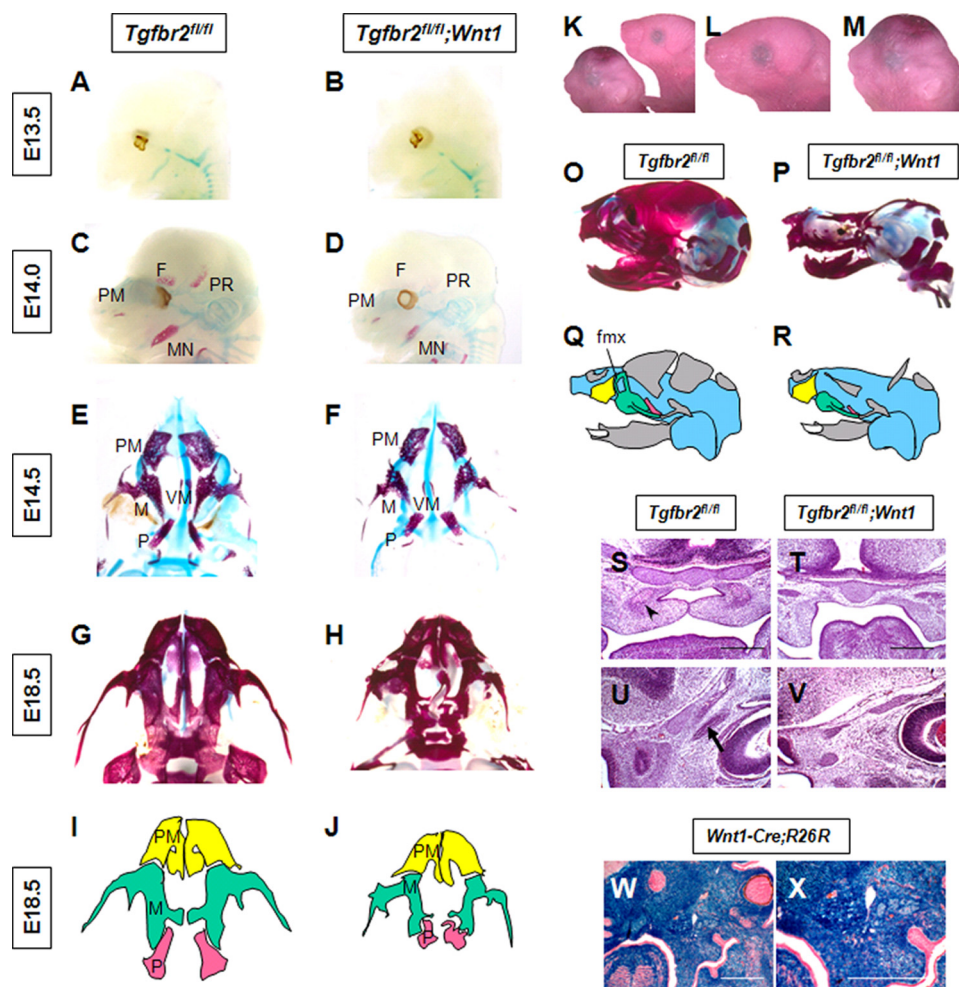 Tgfbr2fl/fl
Tgfbr2fl/fl;Wnt1
E13.5
A
B
E14.0
C
F
PR
PM
MN
D
F
PR
PM
MN
E14.5
E
PM
VM
M
P
F
PM
VM
M
P
E18.5
G
H
E18.5
I
PM
M
P
J
PM
M
P
K
L
M
Tgfbr2fl/fl
Tgfbr2fl/fl;Wnt1
O
P
Q
fmx
R
Tgfbr2fl/fl
Tgfbr2fl/fl;Wnt1
S
T
U
V
Wnt1-Cre;R26R
W
X